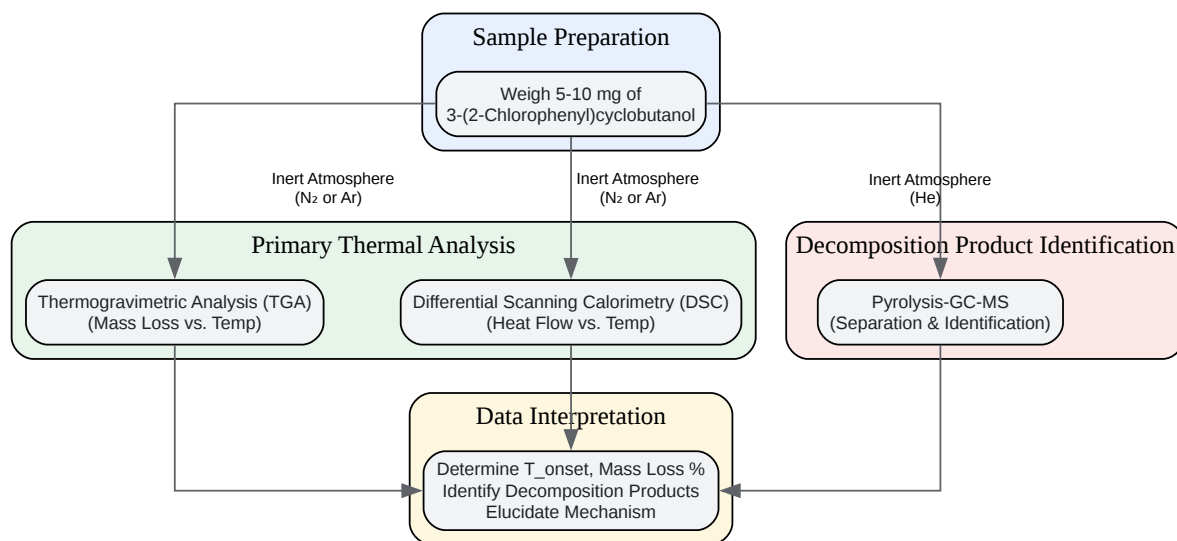 Sample Preparation
Weigh 5-10 mg of
3-(2-Chlorophenyl)cyclobutanol
Inert Atmosphere
(N₂ or Ar)
Inert Atmosphere
(N₂ or Ar)
Inert Atmosphere
(He)
Primary Thermal Analysis
Decomposition Product Identification
Thermogravimetric Analysis (TGA)
(Mass Loss vs. Temp)
Differential Scanning Calorimetry (DSC)
(Heat Flow vs. Temp)
Pyrolysis-GC-MS
(Separation & Identification)
Data Interpretation
Determine T_onset, Mass Loss %
Identify Decomposition Products
Elucidate Mechanism